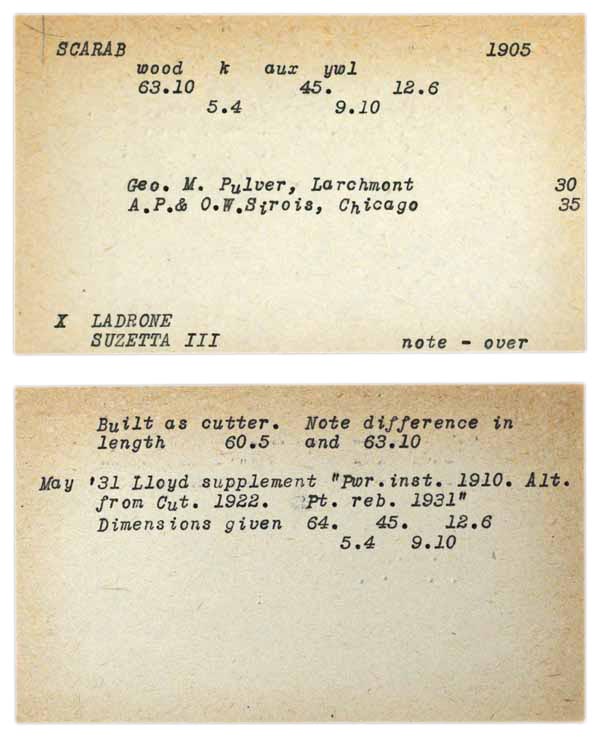 SCARAB 1905
wood k aux ywl
63.10 45. 12.6
5.4 9.10
Geo. M. Pulver, Larchmont 30
A.P.& O.W.Sirois, Chicago 35
X LADRONE
SUZETTA III note - over
Built as cutter. Note difference in
length 60.5 and 63.10
May '31 Lloyd supplement "Pwr.inst. 1910. Alt.
from Cut. 1922. Pt. reb. 1931"
Dimensions given 64. 45. 12.6
5.4 9.10